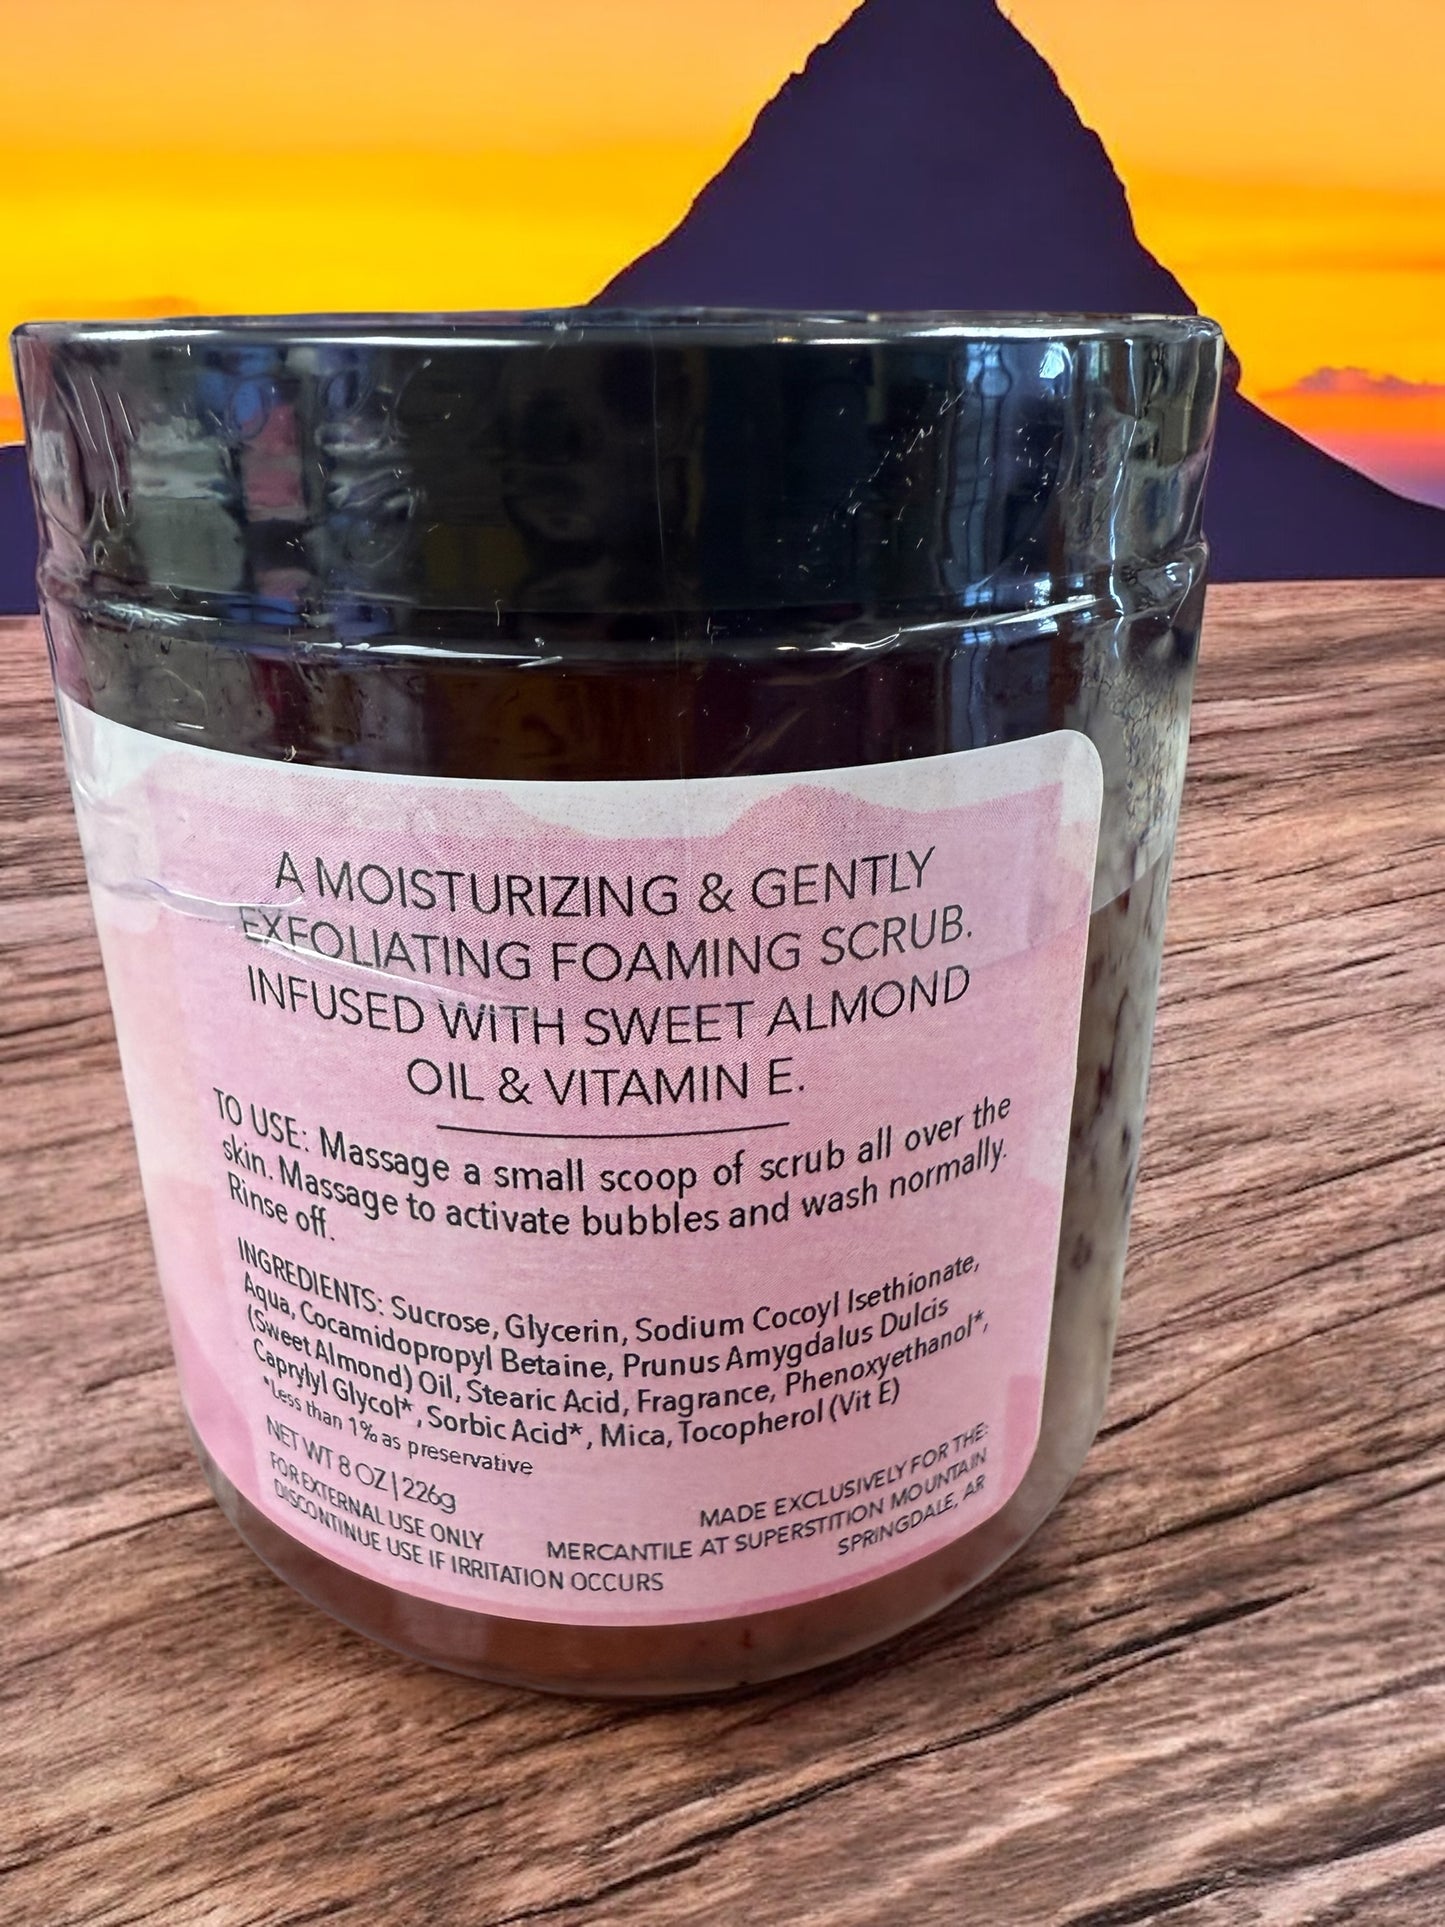 A MOISTURIZING & GENTLY
EXFOLIATING FOAMING SCRUB.
INFUSED WITH SWEET ALMOND
OIL & VITAMIN E.
TO USE: Massage a small scoop of scrub all over the
skin. Massage to activate bubbles and wash normally.
Rinse off.
INGREDIENTS: Sucrose, Glycerin, Sodium Cocoyl Isethionate,
Aqua, Cocamidopropyl Betaine, Prunus Amygdalus Dulcis
(Sweet Almond) Oil, Stearic Acid, Fragrance, Phenoxyethanol*,
Caprylyl Glycol*, Sorbic Acid*, Mica, Tocopherol (Vit E)
*Less than 1% as preservative
NET WT 8 OZ | 226g
FOR EXTERNAL USE ONLY
DISCONTINUE USE IF IRRITATION OCCURS
MADE EXCLUSIVELY FOR THE:
MERCANTILE AT SUPERSTITION MOUNTAIN
SPRINGDALE, AR